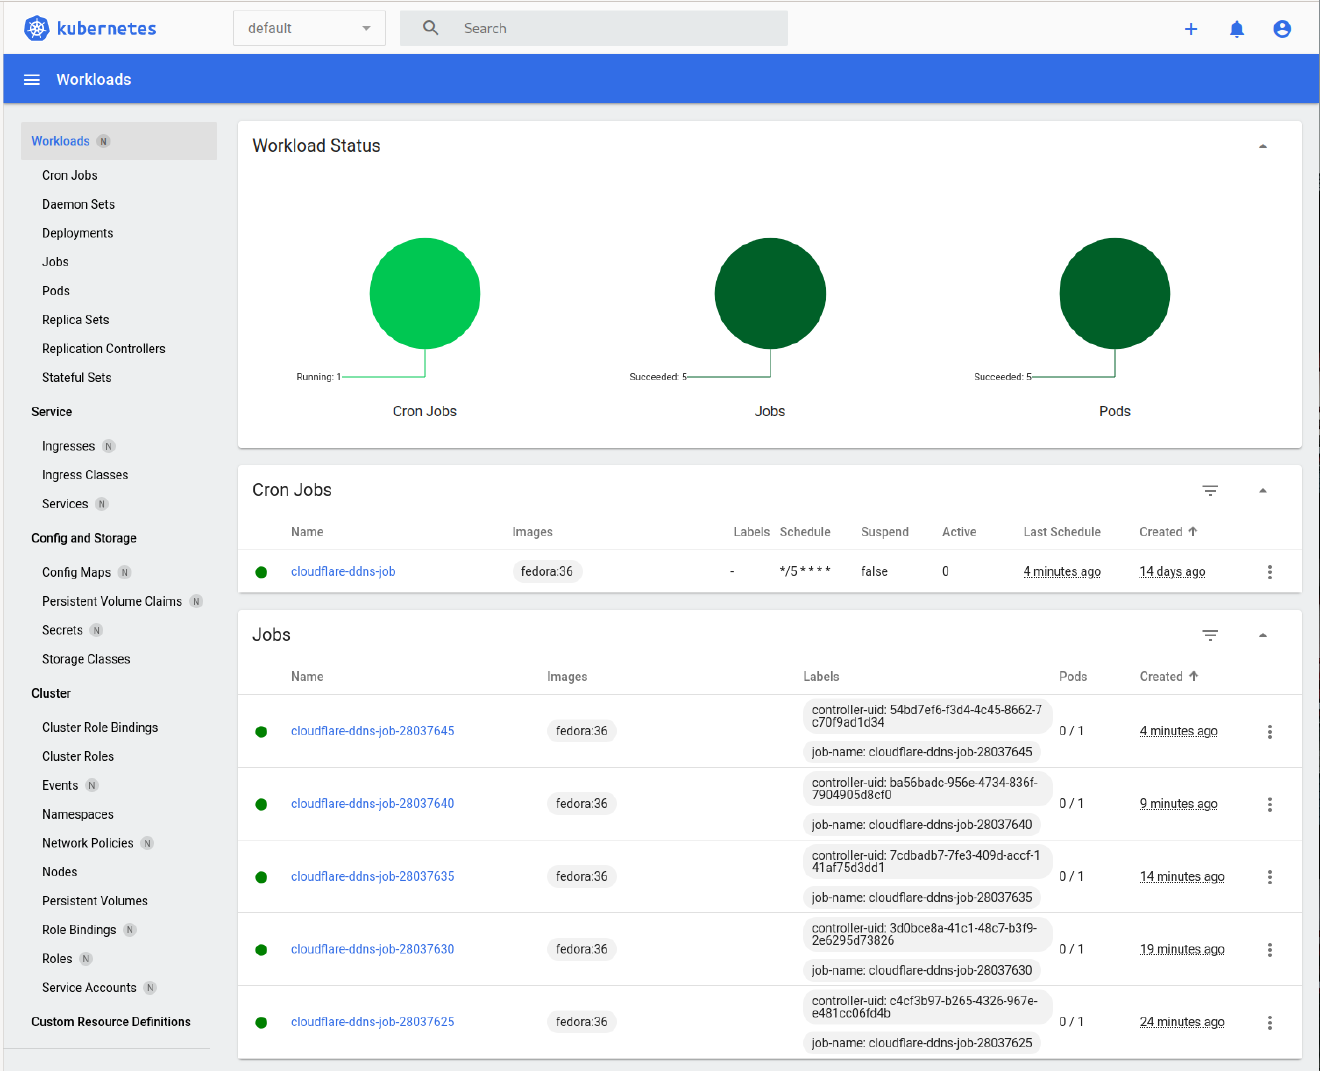 kubernetes
default
Search
Workloads
Workloads N
Cron Jobs
Daemon Sets
Deployments
Jobs
Pods
Replica Sets
Replication Controllers
Stateful Sets
Service
Ingresses N
Ingress Classes
Services N
Config and Storage
Config Maps N
Persistent Volume Claims N
Secrets N
Storage Classes
Cluster
Cluster Role Bindings
Cluster Roles
Events N
Namespaces
Network Policies N
Nodes
Persistent Volumes
Role Bindings N
Roles N
Service Accounts N
Custom Resource Definitions
Workload Status
Running: 1
Succeeded: 5
Succeeded: 5
Cron Jobs
Jobs
Pods
Cron Jobs
Name Images Labels Schedule Suspend Active Last Schedule Created
cloudflare-ddns-job fedora:36 - */5 * * * * false 0 4 minutes ago 14 days ago
Jobs
Name Images Labels Pods Created
controller-uid: 54bd7ef6-f3d4-4c45-8662-7
c70f9ad1d34
cloudflare-ddns-job-28037645 fedora:36 0 / 1 4 minutes ago
job-name: cloudflare-ddns-job-28037645
controller-uid: ba56badc-956e-4734-836f-
7904905d8cf0
cloudflare-ddns-job-28037640 fedora:36 0 / 1 9 minutes ago
job-name: cloudflare-ddns-job-28037640
controller-uid: 7cdbadb7-7fe3-409d-accf-1
41af75d3dd1
cloudflare-ddns-job-28037635 fedora:36 0 / 1 14 minutes ago
job-name: cloudflare-ddns-job-28037635
controller-uid: 3d0bce8a-41c1-48c7-b3f9-
2e6295d73826
cloudflare-ddns-job-28037630 fedora:36 0 / 1 19 minutes ago
job-name: cloudflare-ddns-job-28037630
controller-uid: c4cf3b97-b265-4326-967e-
e481cc06fd4b
cloudflare-ddns-job-28037625 fedora:36 0 / 1 24 minutes ago
job-name: cloudflare-ddns-job-28037625